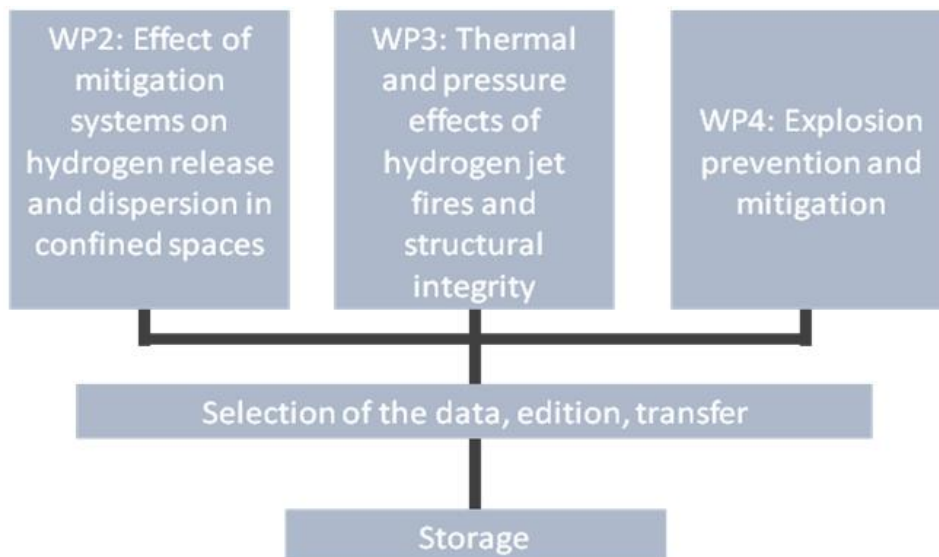 WP2: Effect of
mitigation
systems on
hydrogen release
and dispersion in
confined spaces
WP3: Thermal
and pressure
effects of
hydrogen jet
fires and
structural
integrity
WP4: Explosion
prevention and
mitigation
Selection of the data, edition, transfer
Storage